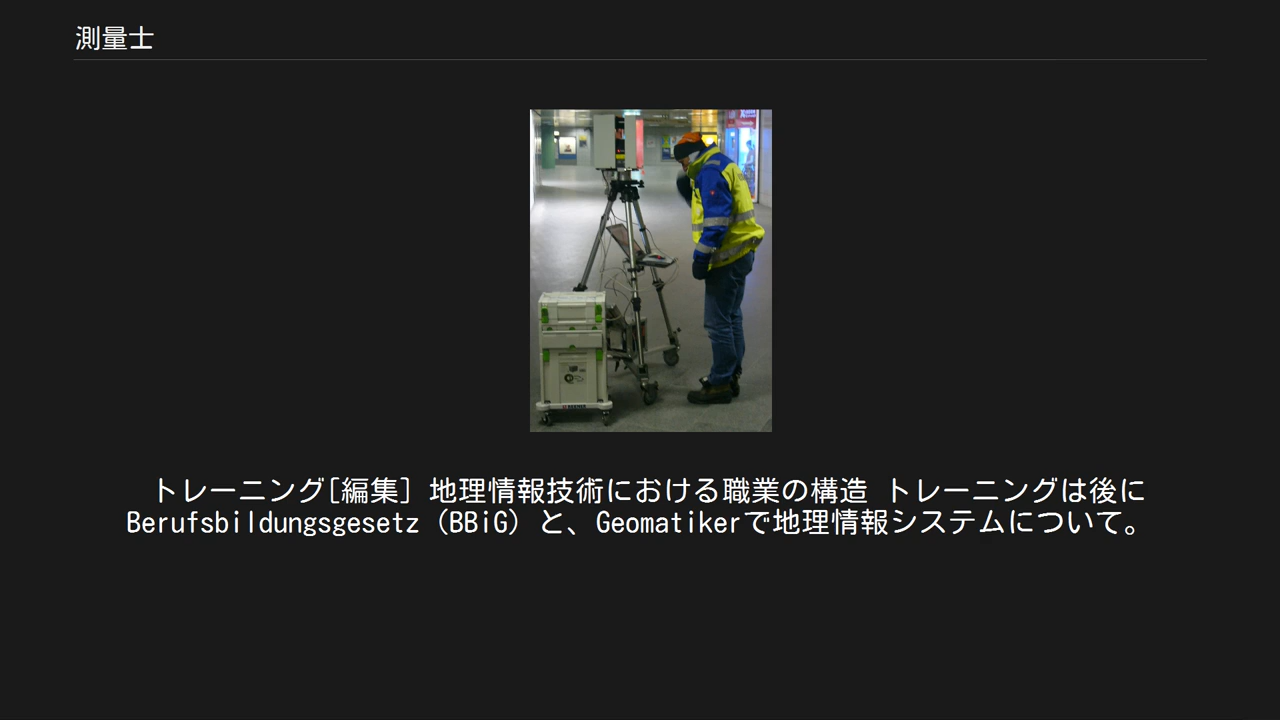 測量士
トレーニング[編集] 地理情報技術における職業の構造 トレーニングは後に
Berufsbildungsgesetz（BBiG）と、Geomatikerで地理情報システムについて。